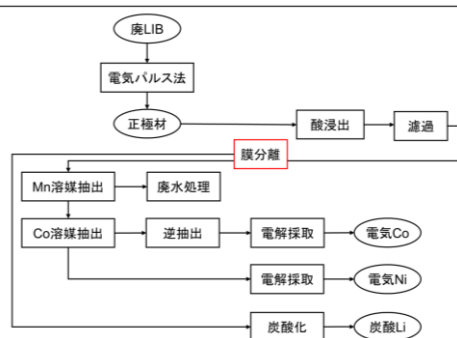 廃LIB
電気パルス法
正極材
酸浸出
濾過
膜分離
Mn溶媒抽出
廃水処理
Co溶媒抽出
逆抽出
電解採取
電気Co
電解採取
電気Ni
炭酸化
炭酸Li